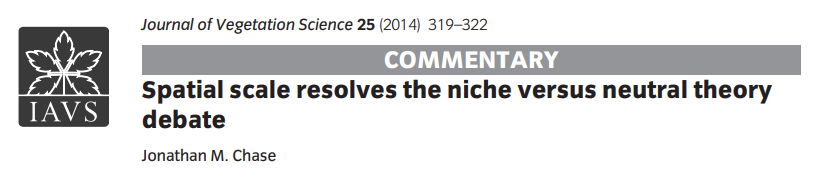 Journal of Vegetation Science 25 (2014) 319–322
COMMENTARY
Spatial scale resolves the niche versus neutral theory
debate
IAVS
Jonathan M. Chase